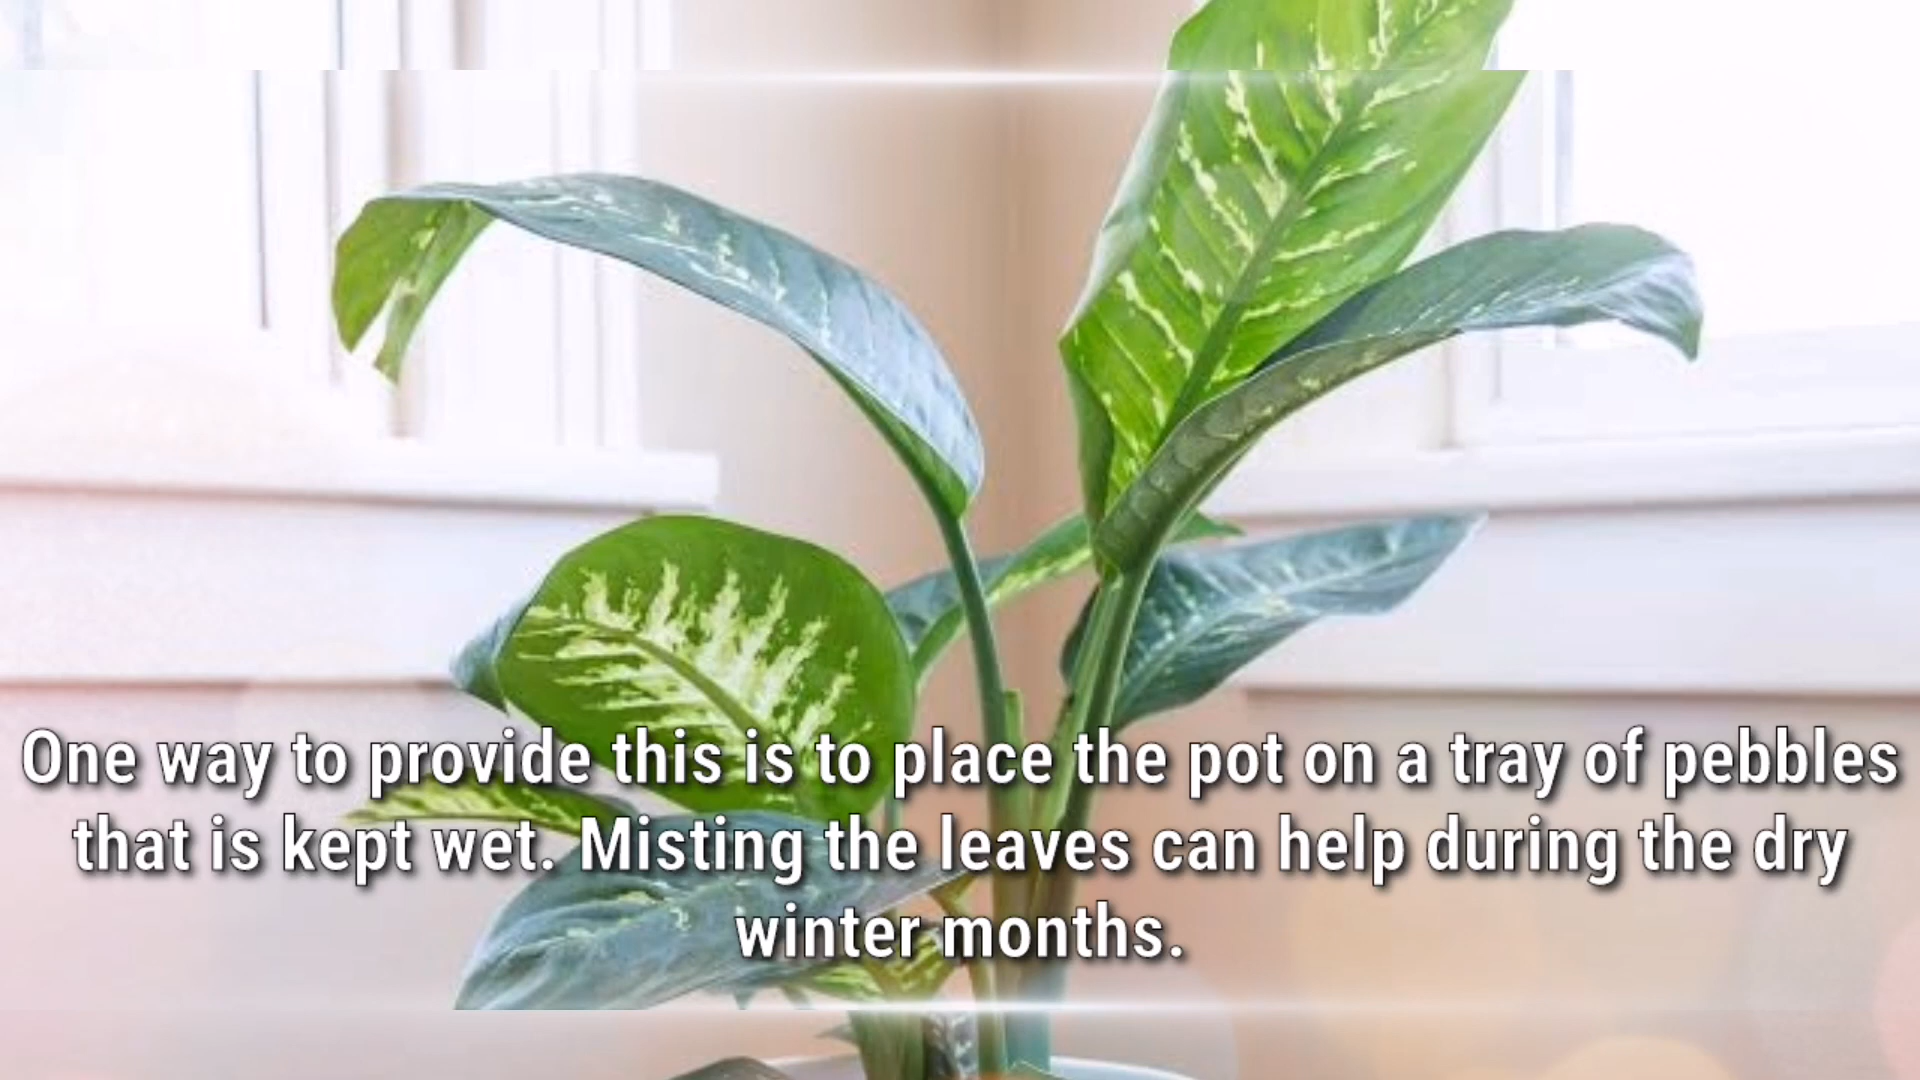 One way to provide this is to place the pot on a tray of pebbles
that is kept wet. Misting the leaves can help during the dry
winter months.